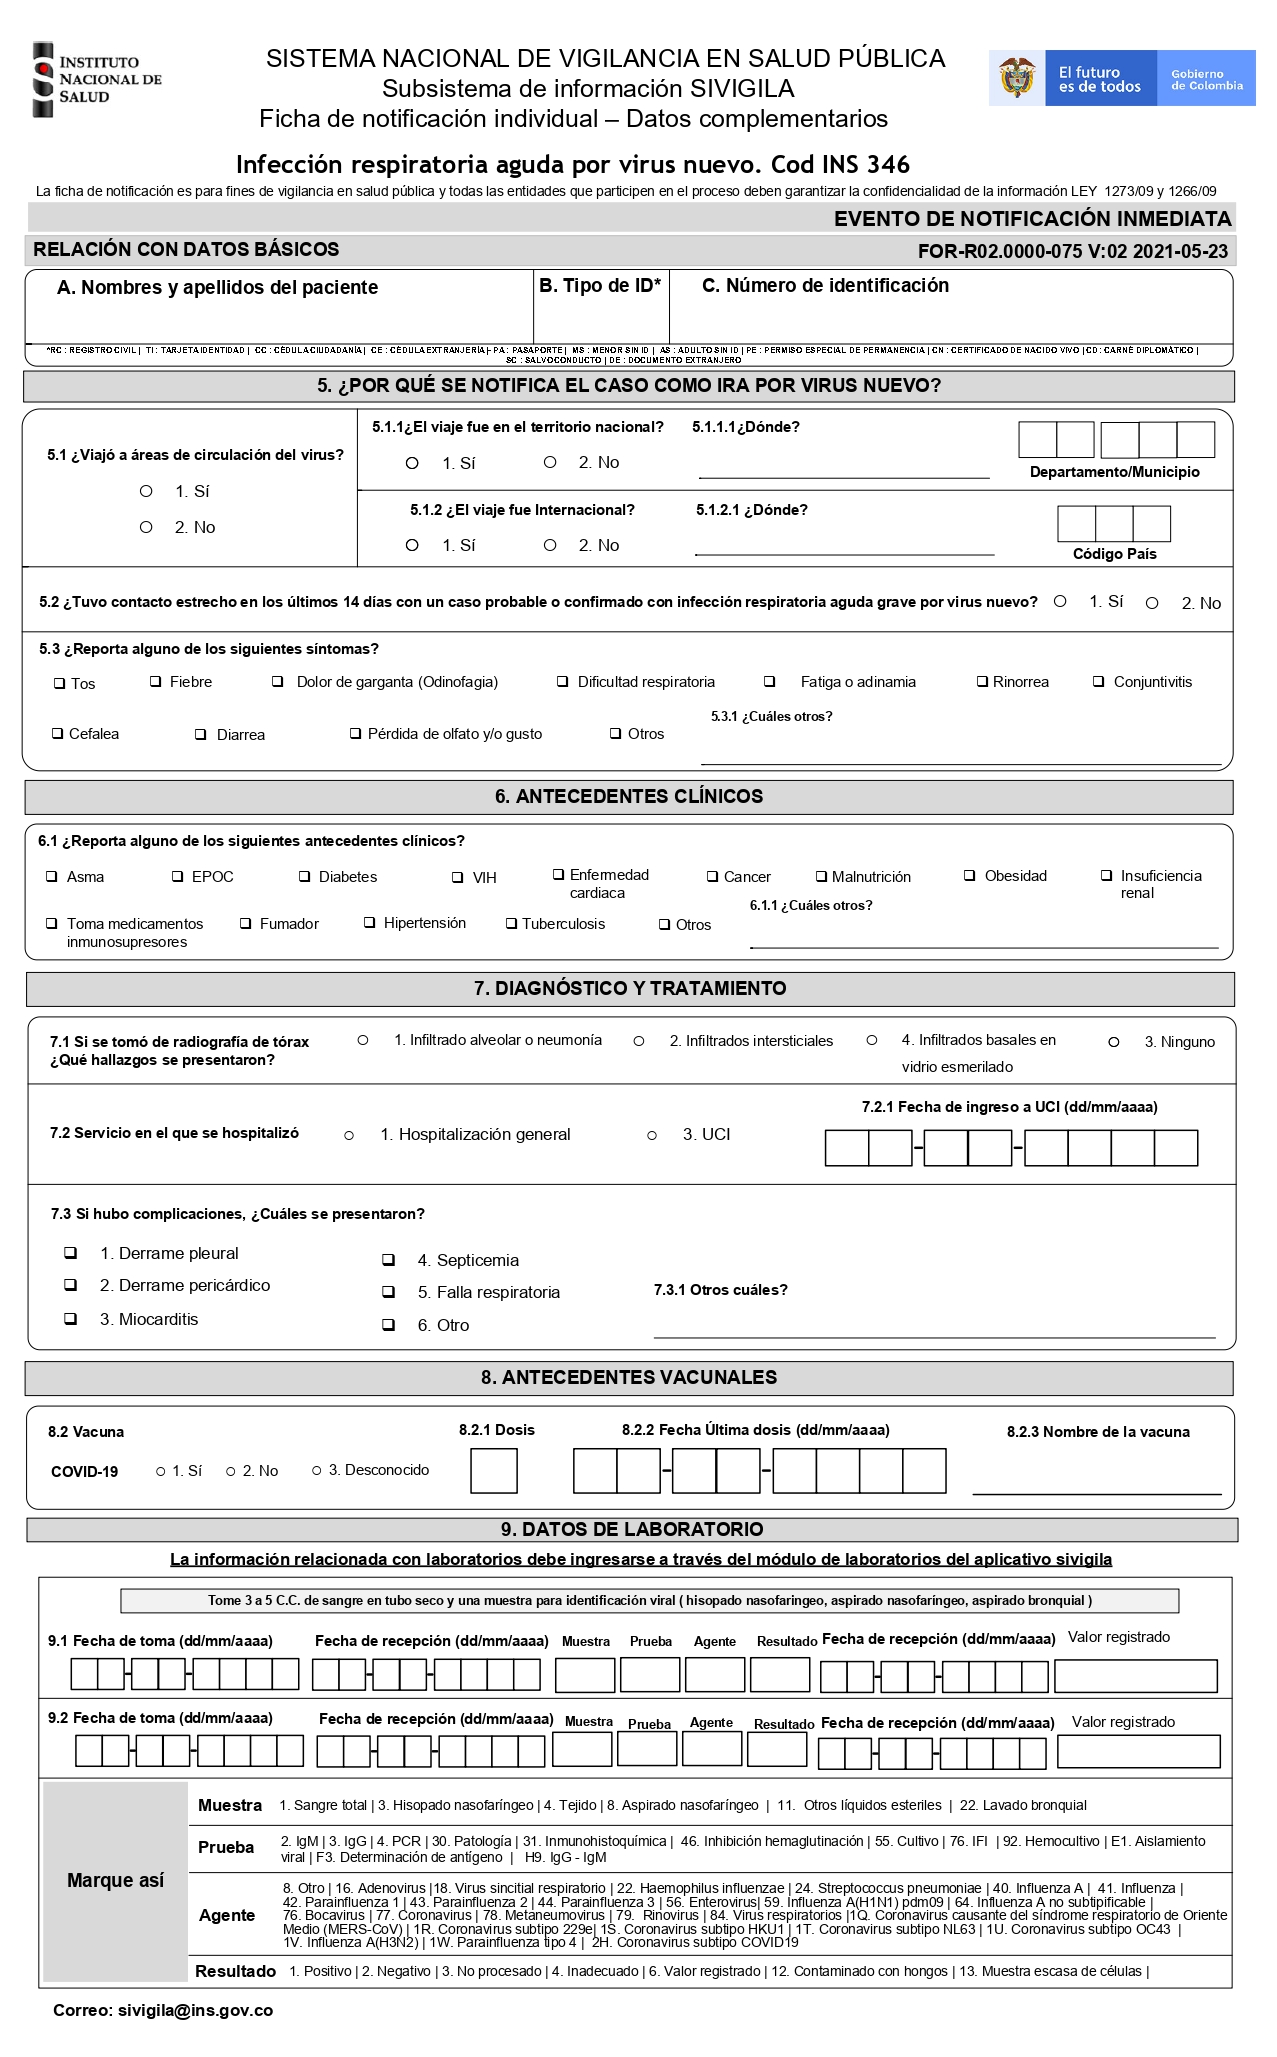 INSTITUTO
NACIONAL DE
SALUD
SISTEMA NACIONAL DE VIGILANCIA EN SALUD PÚBLICA
Subsistema de información SIVIGILA
Ficha de notificación individual – Datos complementarios
El futuro
es de todos
Gobierno
de Colombia
Infección respiratoria aguda por virus nuevo. Cod INS 346
La ficha de notificación es para fines de vigilancia en salud pública y todas las entidades que participen en el proceso deben garantizar la confidencialidad de la información LEY 1273/09 y 1266/09
EVENTO DE NOTIFICACIÓN INMEDIATA
RELACIÓN CON DATOS BÁSICOS FOR-R02.0000-075 V:02 2021-05-23
A. Nombres y apellidos del paciente B. Tipo de ID* C. Número de identificación
*RC : REGISTRO CIVIL | TI : TARJETA IDENTIDAD | CC : CÉDULA CIUDADANÍA | CE : CÉDULA EXTRANJERÍA |- PA : PASAPORTE | MS : MENOR SIN ID | AS : ADULTO SIN ID | PE : PERMISO ESPECIAL DE PERMANENCIA | CN : CERTIFICADO DE NACIDO VIVO | CD : CARNÉ DIPLOMÁTICO |
SC : SALVOCONDUCTO | DE : DOCUMENTO EXTRANJERO
5. ¿POR QUÉ SE NOTIFICA EL CASO COMO IRA POR VIRUS NUEVO?
5.1 ¿Viajó a áreas de circulación del virus?
1. Sí
2. No
5.1.1¿El viaje fue en el territorio nacional? 5.1.1.1¿Dónde?
1. Sí 2. No
Departamento/Municipio
5.1.2 ¿El viaje fue Internacional? 5.1.2.1 ¿Dónde?
1. Sí 2. No
Código País
5.2 ¿Tuvo contacto estrecho en los últimos 14 días con un caso probable o confirmado con infección respiratoria aguda grave por virus nuevo? 1. Sí 2. No
5.3 ¿Reporta alguno de los siguientes síntomas?
Tos Fiebre Dolor de garganta (Odinofagia) Dificultad respiratoria Fatiga o adinamia Rinorrea Conjuntivitis
5.3.1 ¿Cuáles otros?
Cefalea Diarrea Pérdida de olfato y/o gusto Otros
6. ANTECEDENTES CLÍNICOS
6.1 ¿Reporta alguno de los siguientes antecedentes clínicos?
Asma EPOC Diabetes VIH Enfermedad
cardiaca Cancer Malnutrición Obesidad Insuficiencia
renal
6.1.1 ¿Cuáles otros?
Toma medicamentos
inmunosupresores Fumador Hipertensión Tuberculosis Otros
7. DIAGNÓSTICO Y TRATAMIENTO
7.1 Si se tomó de radiografía de tórax
¿Qué hallazgos se presentaron?
1. Infiltrado alveolar o neumonía 2. Infiltrados intersticiales 4. Infiltrados basales en
vidrio esmerilado 3. Ninguno
7.2.1 Fecha de ingreso a UCI (dd/mm/aaaa)
7.2 Servicio en el que se hospitalizó 1. Hospitalización general 3. UCI
7.3 Si hubo complicaciones, ¿Cuáles se presentaron?
1. Derrame pleural
2. Derrame pericárdico
3. Miocarditis
4. Septicemia
5. Falla respiratoria
6. Otro
7.3.1 Otros cuáles?
8. ANTECEDENTES VACUNALES
8.2 Vacuna 8.2.1 Dosis 8.2.2 Fecha Última dosis (dd/mm/aaaa) 8.2.3 Nombre de la vacuna
COVID-19 1. Sí 2. No 3. Desconocido
9. DATOS DE LABORATORIO
La información relacionada con laboratorios debe ingresarse a través del módulo de laboratorios del aplicativo sivigila
Tome 3 a 5 C.C. de sangre en tubo seco y una muestra para identificación viral ( hisopado nasofaringeo, aspirado nasofaríngeo, aspirado bronquial )
9.1 Fecha de toma (dd/mm/aaaa) Fecha de recepción (dd/mm/aaaa) Muestra Prueba Agente Resultado Fecha de recepción (dd/mm/aaaa) Valor registrado
9.2 Fecha de toma (dd/mm/aaaa) Fecha de recepción (dd/mm/aaaa) Muestra Prueba Agente Resultado Fecha de recepción (dd/mm/aaaa) Valor registrado
Marque así
Muestra 1. Sangre total | 3. Hisopado nasofaríngeo | 4. Tejido | 8. Aspirado nasofaríngeo | 11. Otros líquidos esteriles | 22. Lavado bronquial
Prueba 2. IgM | 3. IgG | 4. PCR | 30. Patología | 31. Inmunohistoquímica | 46. Inhibición hemaglutinación | 55. Cultivo | 76. IFI | 92. Hemocultivo | E1. Aislamiento
viral | F3. Determinación de antígeno | H9. IgG - IgM
Agente 8. Otro | 16. Adenovirus |18. Virus sincitial respiratorio | 22. Haemophilus influenzae | 24. Streptococcus pneumoniae | 40. Influenza A | 41. Influenza |
42. Parainfluenza 1 | 43. Parainfluenza 2 | 44. Parainfluenza 3 | 56. Enterovirus| 59. Influenza A(H1N1) pdm09 | 64. Influenza A no subtipificable |
76. Bocavirus | 77. Coronavirus | 78. Metaneumovirus | 79. Rinovirus | 84. Virus respiratorios |1Q. Coronavirus causante del síndrome respiratorio de Oriente
Medio (MERS-CoV) | 1R. Coronavirus subtipo 229e| 1S. Coronavirus subtipo HKU1 | 1T. Coronavirus subtipo NL63 | 1U. Coronavirus subtipo OC43 |
1V. Influenza A(H3N2) | 1W. Parainfluenza tipo 4 | 2H. Coronavirus subtipo COVID19
Resultado 1. Positivo | 2. Negativo | 3. No procesado | 4. Inadecuado | 6. Valor registrado | 12. Contaminado con hongos | 13. Muestra escasa de células |
Correo: sivigila@ins.gov.co